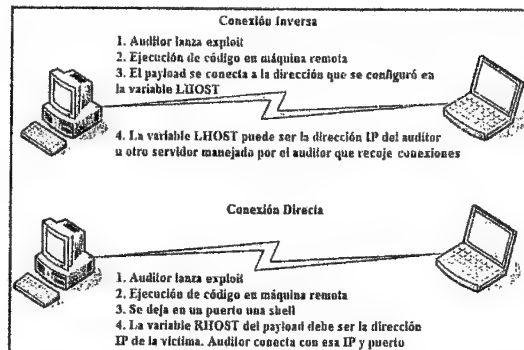 Conexión Inversa
1. Auditor lanza exploit
2. Ejecución de código en máquina remota
3. El payload se conecta a la dirección que se configuró en
la variable LHOST
4. La variable LHOST puede ser la dirección IP del auditor
u otro servidor manejado por el auditor que recoje conexiones
Conexión Directa
1. Auditor lanza exploit
2. Ejecución de código en máquina remota
3. Se deja en un puerto una shell
4. La variable RHOST del payload debe ser la dirección
IP de la víctima. Auditor conecta con esa IP y puerto